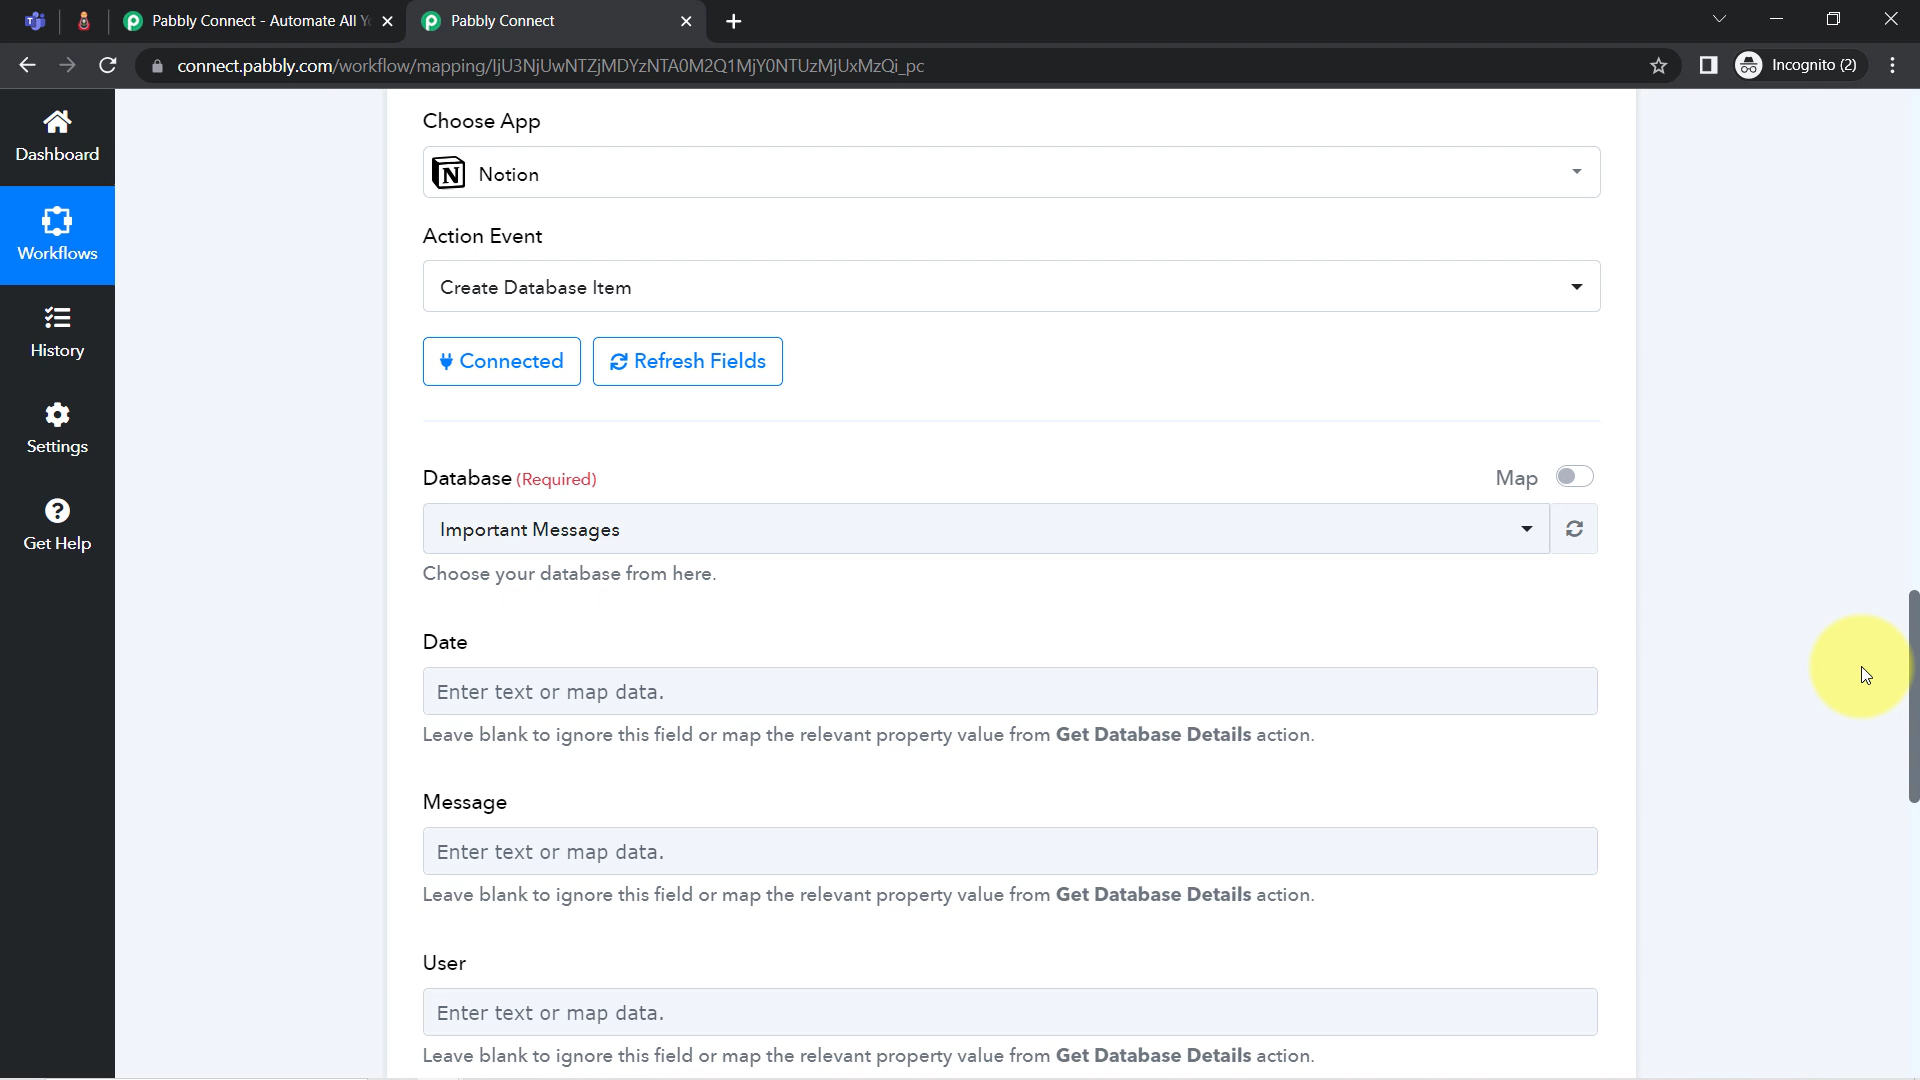 Pabbly Connect - Automate All Y
Pabbly Connect
connect.pabbly.com/workflow/mapping/IjU3NjUwNTZjMDYzNTA0M2Q1MjY0NTUzMjUxMzQi_pc
Incognito (2)
Dashboard
Workflows
History
Settings
Get Help
Choose App
Notion
Action Event
Create Database Item
Connected
Refresh Fields
Database (Required)
Map
Important Messages
Choose your database from here.
Date
Enter text or map data.
Leave blank to ignore this field or map the relevant property value from Get Database Details action.
Message
Enter text or map data.
Leave blank to ignore this field or map the relevant property value from Get Database Details action.
User
Enter text or map data.
Leave blank to ignore this field or map the relevant property value from Get Database Details action.